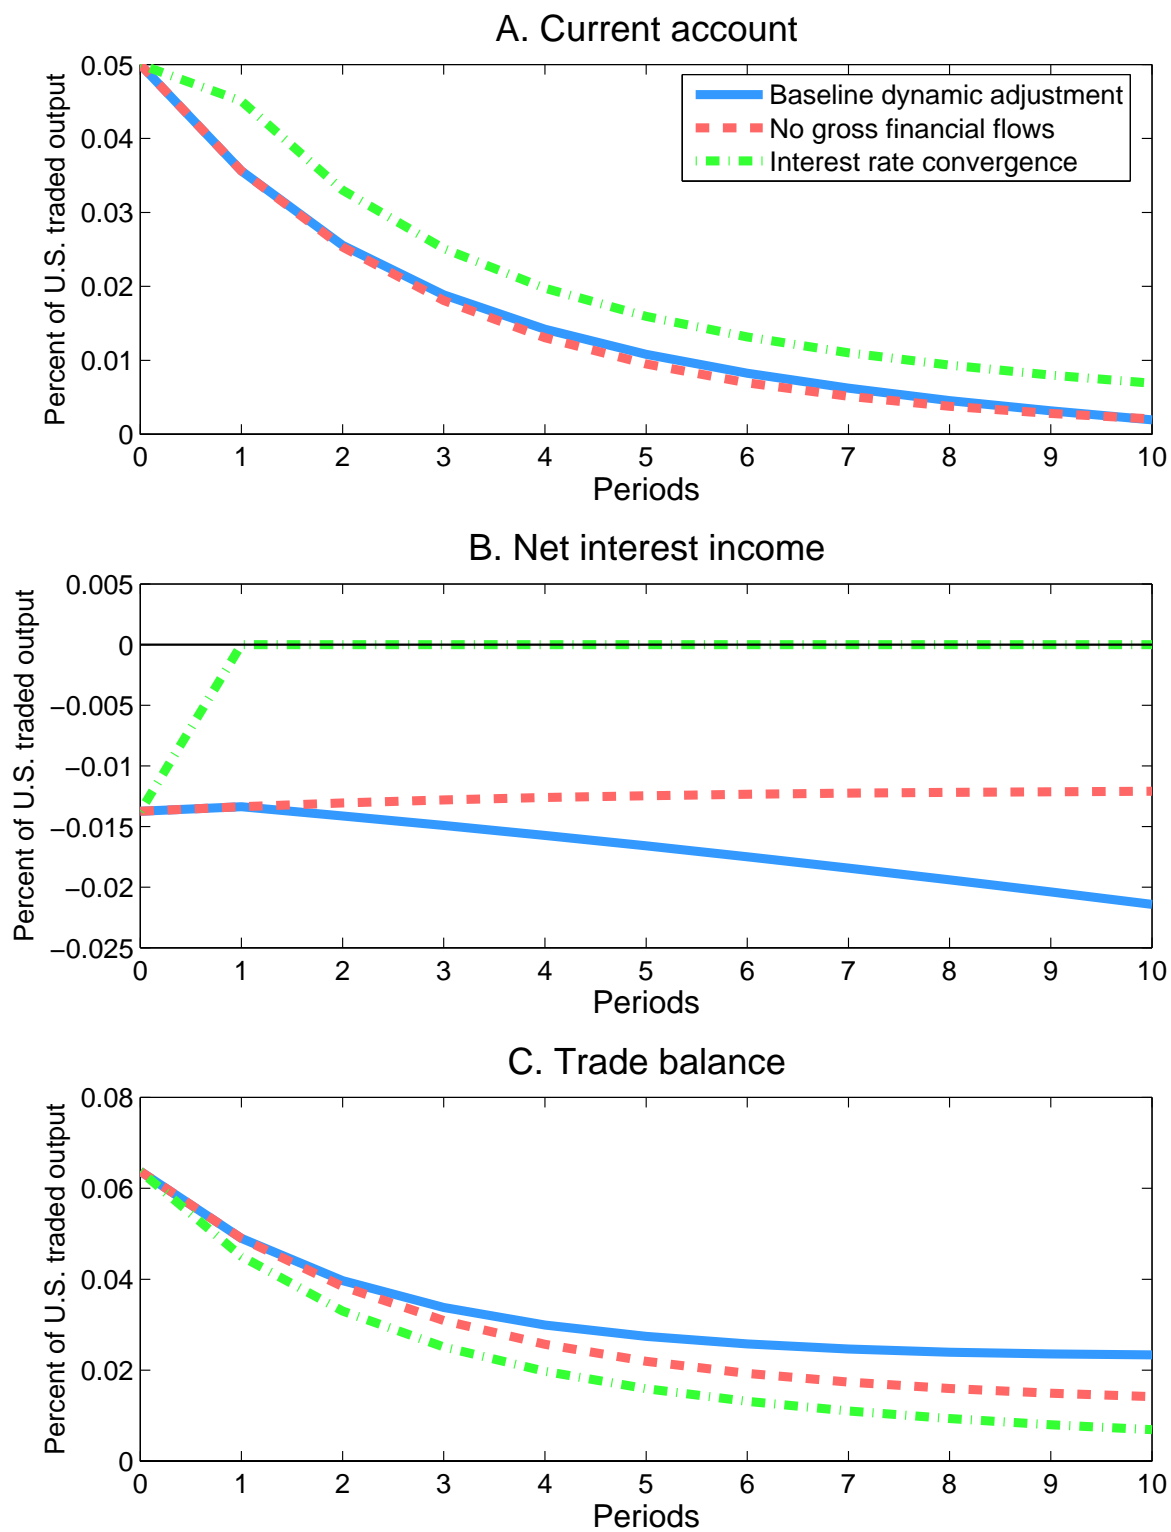 A. Current account
Percent of U.S. traded output
0.05
0.04
0.03
0.02
0.01
0
Baseline dynamic adjustment
No gross financial flows
Interest rate convergence
0 1 2 3 4 5 6 7 8 9 10
Periods
B. Net interest income
Percent of U.S. traded output
0.005
0
−0.005
−0.01
−0.015
−0.02
−0.025
0 1 2 3 4 5 6 7 8 9 10
Periods
C. Trade balance
Percent of U.S. traded output
0.08
0.06
0.04
0.02
0
0 1 2 3 4 5 6 7 8 9 10
Periods